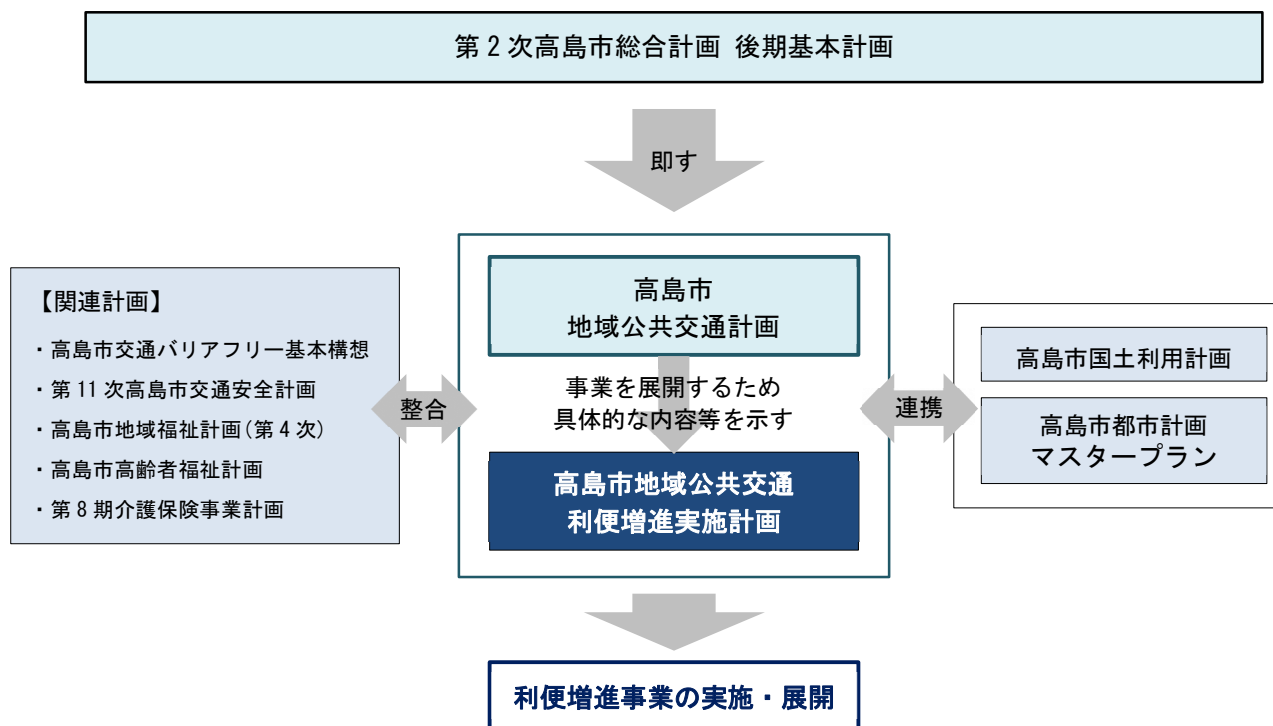 第2次高島市総合計画 後期基本計画
即す
【関連計画】
・高島市交通バリアフリー基本構想
・第11次高島市交通安全計画
・高島市地域福祉計画(第4次)
・高島市高齢者福祉計画
・第8期介護保険事業計画
整合
高島市
地域公共交通計画
事業を展開するため
具体的な内容等を示す
高島市地域公共交通
利便増進実施計画
連携
高島市国土利用計画
高島市都市計画
マスタープラン
利便増進事業の実施・展開